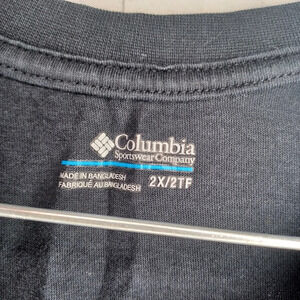 Columbia
Sportswear Company
MADE IN BANGLADESH
FABRIQUÉ AU BANGLADESH
2X/2TF